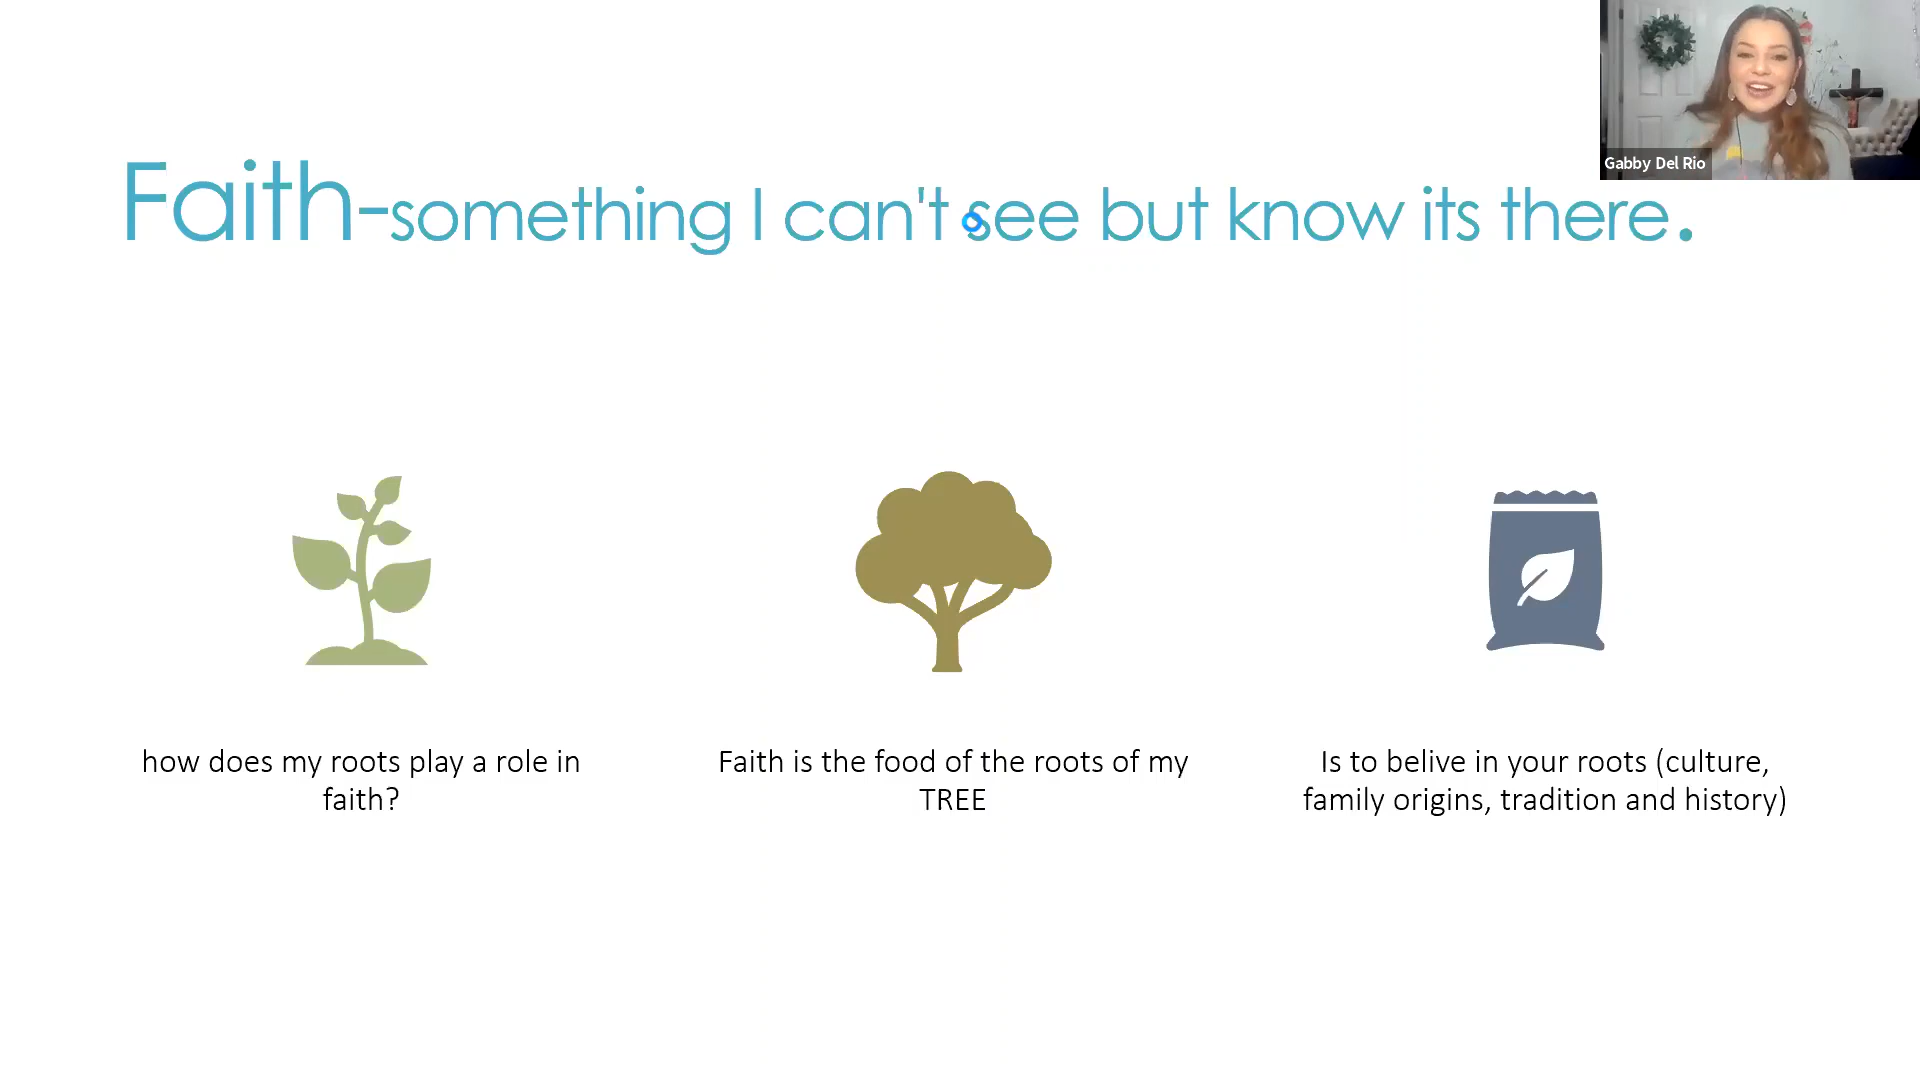 Gabby Del Rio
Faith-something I can't see but know its there.
how does my roots play a role in
faith?
Faith is the food of the roots of my
TREE
Is to belive in your roots (culture,
family origins, tradition and history)